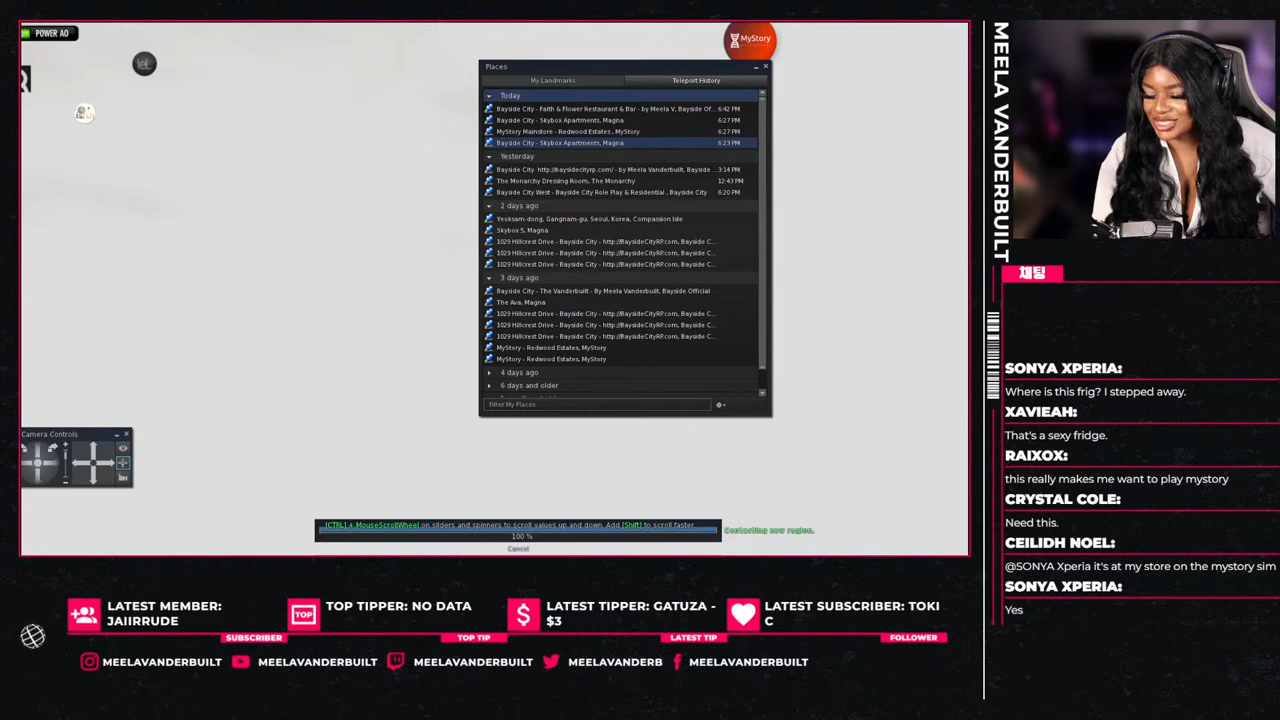 POWER AO
MyStory
Places
My Landmarks
Teleport History
Today
Bayside City - Faith & Flower Restaurant & Bar - by Meela V, Bayside Of... 6:42 PM
Bayside City - Skybox Apartments, Magna 6:27 PM
MyStory Mainstore - Redwood Estates , MyStory 6:27 PM
Bayside City - Skybox Apartments, Magna 6:23 PM
Yesterday
Bayside City http://baysidecityrp.com/ - by Meela Vanderbuilt, Bayside ... 3:14 PM
The Monarchy Dressing Room, The Monarchy 12:43 PM
Bayside City West - Bayside City Role Play & Residential , Bayside City 6:20 PM
2 days ago
Yeoksam-dong, Gangnam-gu, Seoul, Korea, Compassion Isle
Skybox 5, Magna
1029 Hillcrest Drive - Bayside City - http://BaysideCityRP.com, Bayside C...
1029 Hillcrest Drive - Bayside City - http://BaysideCityRP.com, Bayside C...
1029 Hillcrest Drive - Bayside City - http://BaysideCityRP.com, Bayside C...
3 days ago
Bayside City - The Vanderbuilt - By Meela Vanderbuilt, Bayside Official
The Ava, Magna
1029 Hillcrest Drive - Bayside City - http://BaysideCityRP.com, Bayside C...
1029 Hillcrest Drive - Bayside City - http://BaysideCityRP.com, Bayside C...
1029 Hillcrest Drive - Bayside City - http://BaysideCityRP.com, Bayside C...
MyStory - Redwood Estates, MyStory
MyStory - Redwood Estates, MyStory
4 days ago
6 days and older
Filter My Places
Camera Controls
[CTRL] + MouseScrollWheel on sliders and spinners to scroll values up and down. Add [Shift] to scroll faster.
Contacting new region.
100 %
Cancel
MEELA VANDERBUILT
채팅
SONYA XPERIA:
Where is this frig? I stepped away.
XAVIEAH:
That's a sexy fridge.
RAIXOX:
this really makes me want to play mystory
CRYSTAL COLE:
Need this.
CEILIDH NOEL:
@SONYA Xperia it's at my store on the mystory sim
SONYA XPERIA:
Yes
LATEST MEMBER:
JAIIRRUDE
SUBSCRIBER
TOP
TOP TIPPER: NO DATA
TOP TIP
LATEST TIPPER: GATUZA -
$3
LATEST TIP
LATEST SUBSCRIBER: TOKI
C
FOLLOWER
MEELAVANDERBUILT
MEELAVANDERBUILT
MEELAVANDERBUILT
MEELAVANDERB
MEELAVANDERBUILT